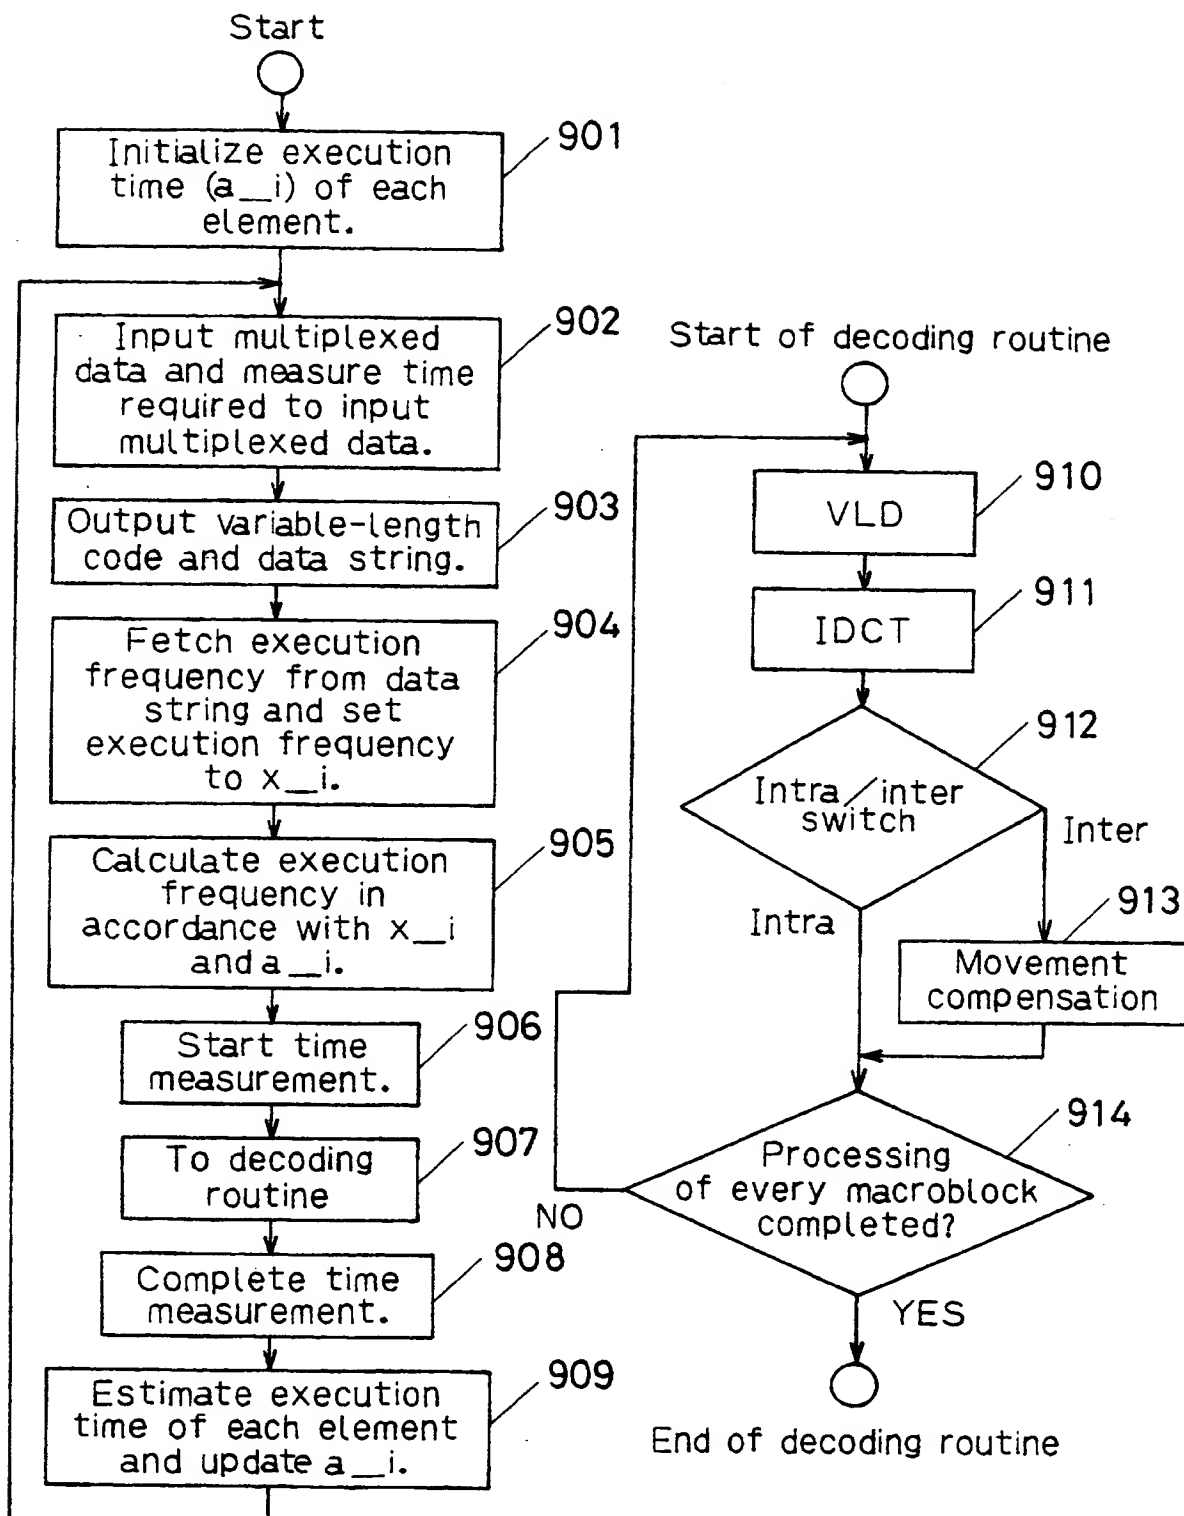 Start
901
Initialize execution
time (a_i) of each
element.
902
Input multiplexed
data and measure time
required to input
multiplexed data.
903
Output variable-length
code and data string.
904
Fetch execution
frequency from data
string and set
execution frequency
to x_i.
905
Calculate execution
frequency in
accordance with x_i
and a_i.
906
Start time
measurement.
907
To decoding
routine
908
Complete time
measurement.
909
Estimate execution
time of each element
and update a_i.
Start of decoding routine
910
VLD
911
IDCT
912
Intra/inter
switch
Inter
Intra
913
Movement
compensation
914
Processing
of every macroblock
completed?
NO
YES
End of decoding routine